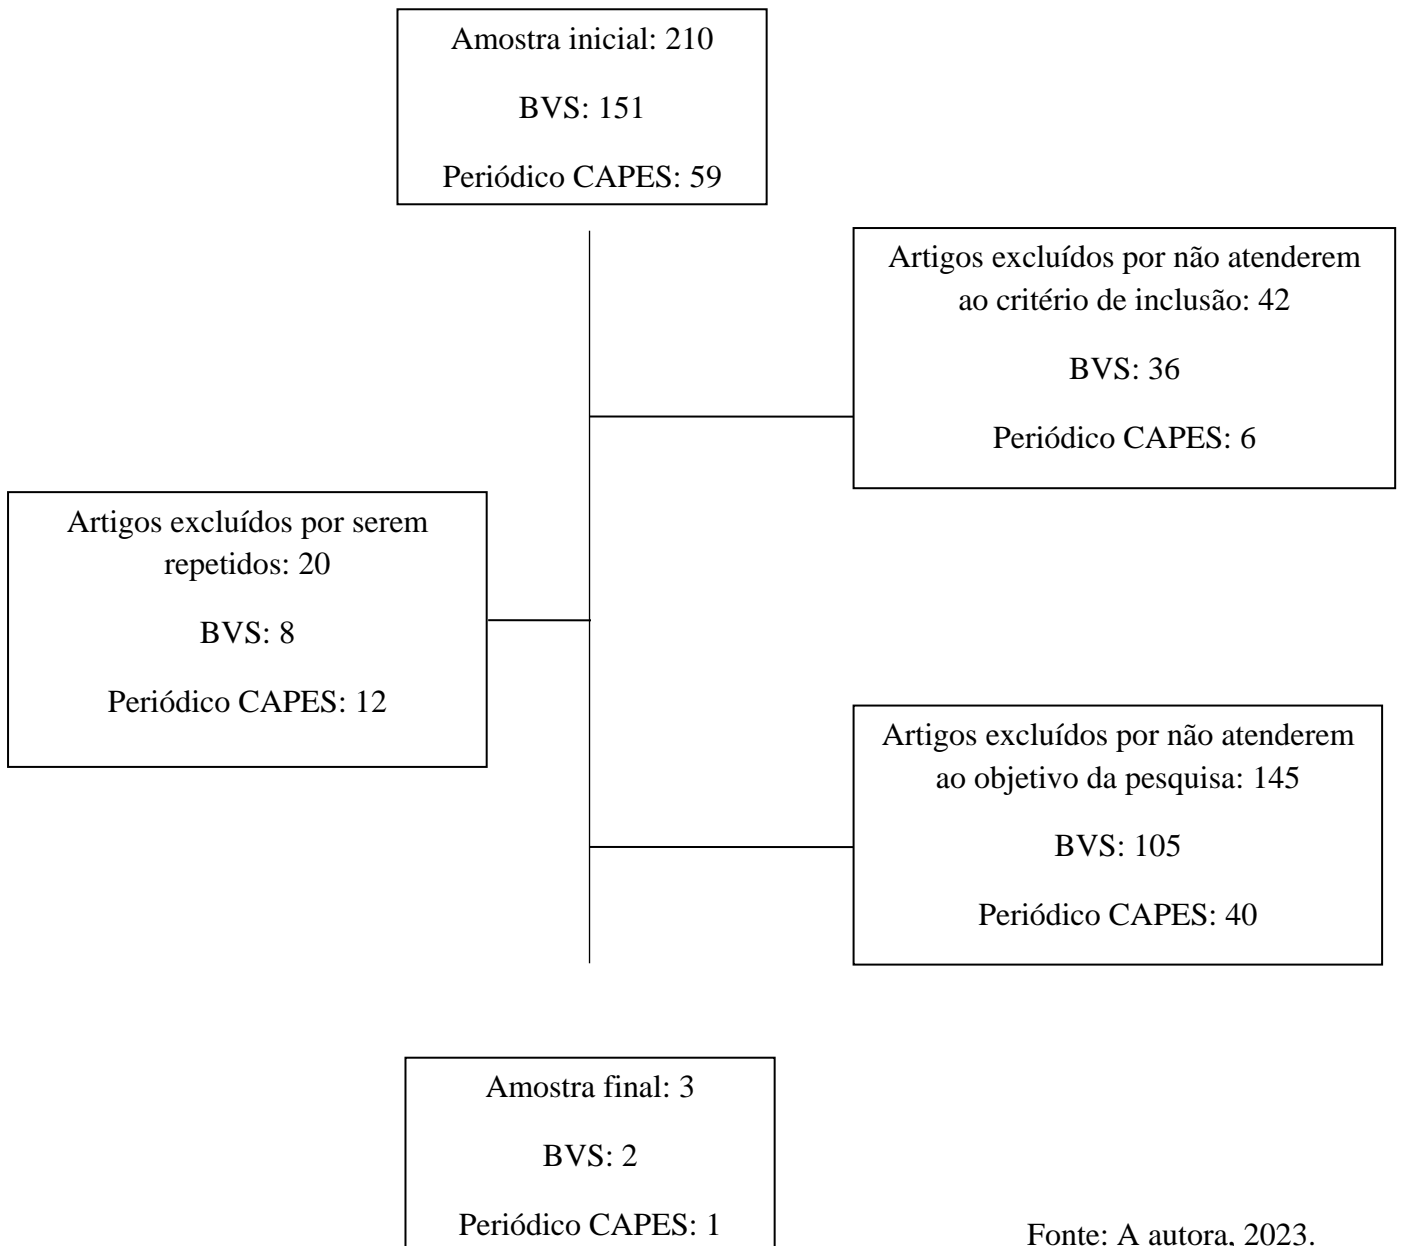 Amostra inicial: 210
BVS: 151
Periódico CAPES: 59
Artigos excluídos por não atenderem
ao critério de inclusão: 42
BVS: 36
Periódico CAPES: 6
Artigos excluídos por serem
repetidos: 20
BVS: 8
Periódico CAPES: 12
Artigos excluídos por não atenderem
ao objetivo da pesquisa: 145
BVS: 105
Periódico CAPES: 40
Amostra final: 3
BVS: 2
Periódico CAPES: 1
Fonte: A autora, 2023.